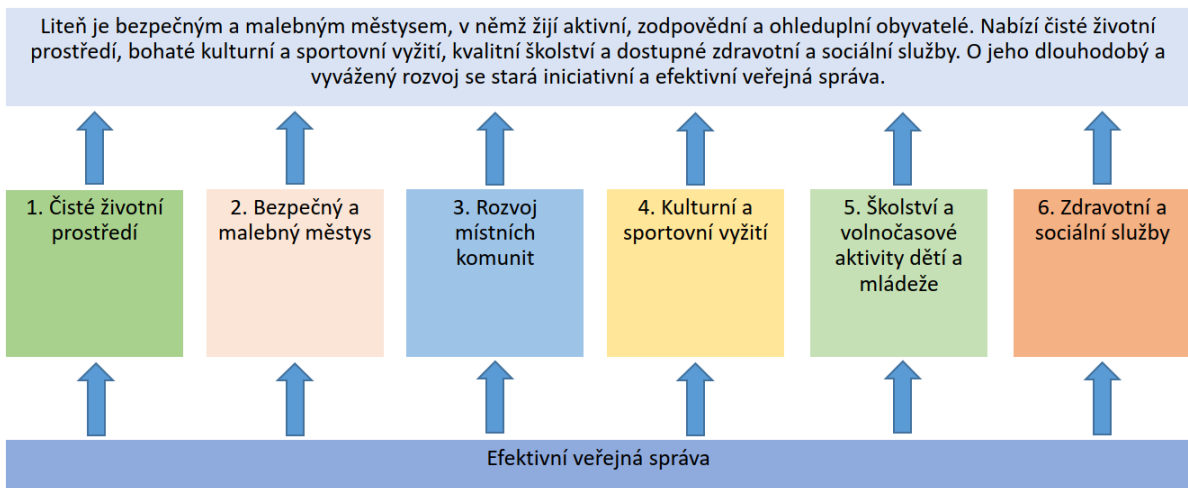 Liteň je bezpečným a malebným městysem, v němž žijí aktivní, zodpovědní a ohleduplní obyvatelé. Nabízí čisté životní
prostředí, bohaté kulturní a sportovní vyžití, kvalitní školství a dostupné zdravotní a sociální služby. O jeho dlouhodobý a
vyvážený rozvoj se stará iniciativní a efektivní veřejná správa.
1. Čisté životní
prostředí
2. Bezpečný a
malebný městys
3. Rozvoj
místních
komunit
4. Kulturní a
sportovní vyžití
5. Školství a
volnočasové
aktivity dětí a
mládeže
6. Zdravotní a
sociální služby
Efektivní veřejná správa